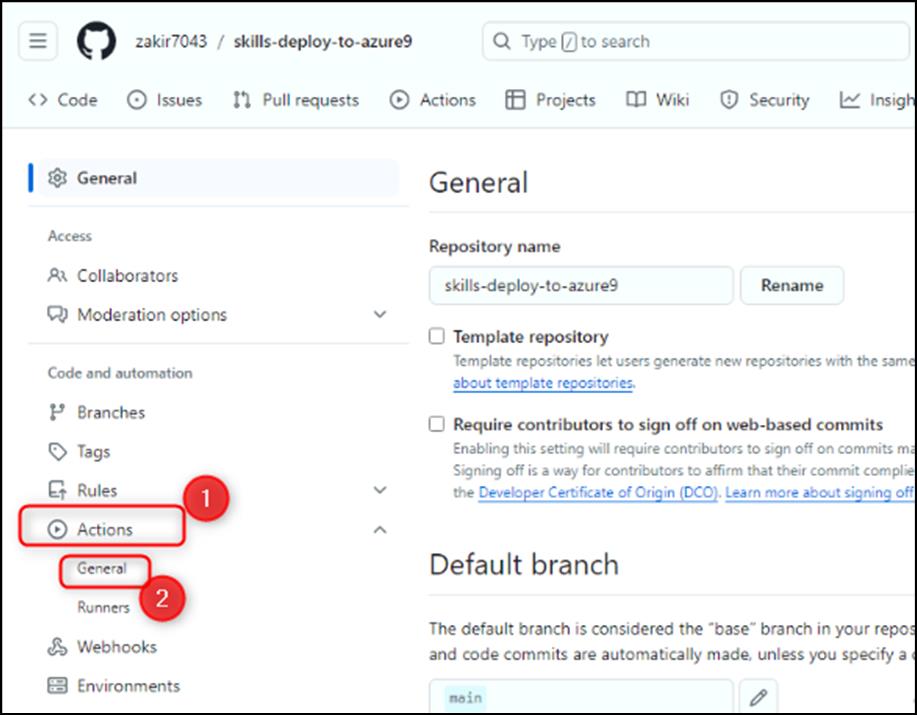 zakir7043 / skills-deploy-to-azure9
Type / to search
Code Issues Pull requests Actions Projects Wiki Security
General
Access
Collaborators
Moderation options
Code and automation
Branches
Tags
Rules
1
Actions
General
2
Runners
Webhooks
Environments
General
Repository name
skills-deploy-to-azure9 Rename
Template repository
Template repositories let users generate new repositories with the same
about template repositories.
Require contributors to sign off on web-based commits
Enabling this setting will require contributors to sign off on commits
Signing off is a way for contributors to affirm that their commit
the Developer Certificate of Origin (DCO). Learn more about signing off
Default branch
The default branch is considered the "base" branch in your
and code commits are automatically made, unless you specify a
main